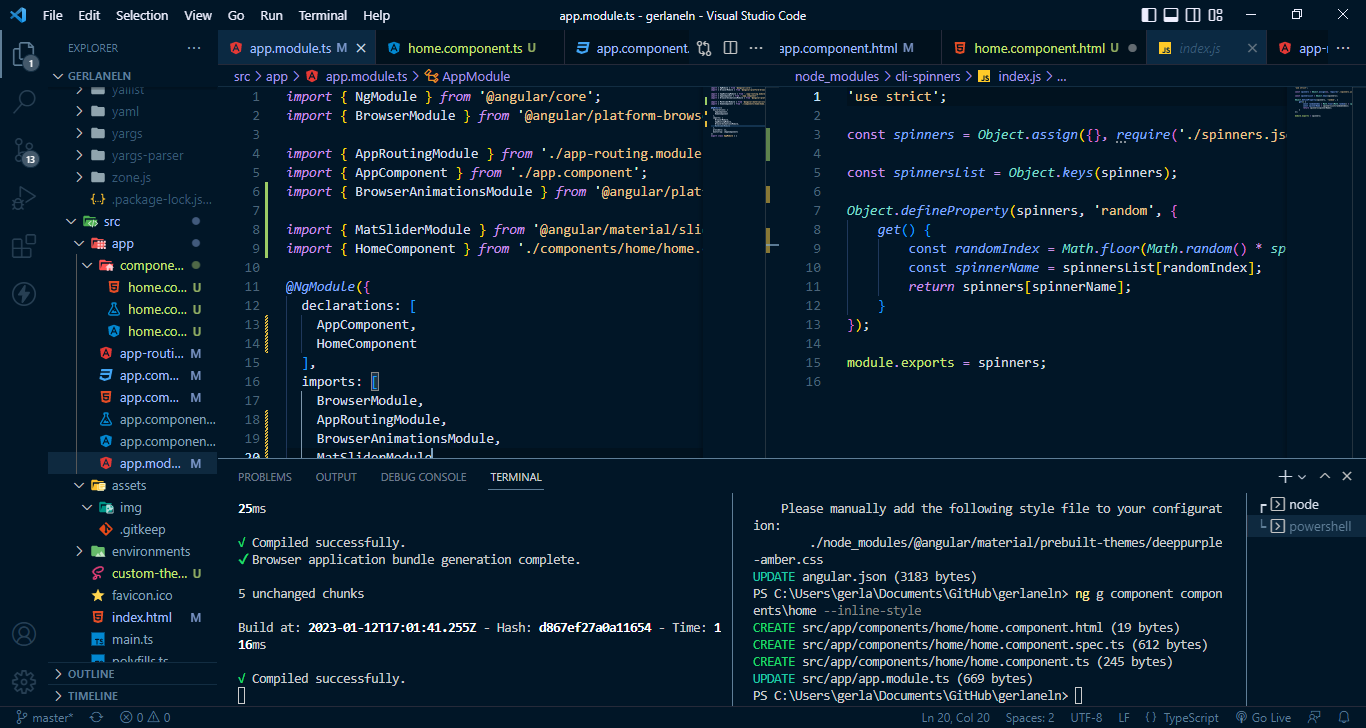 File Edit Selection View Go Run Terminal Help
app.module.ts - gerlaneln - Visual Studio Code
EXPLORER
GERLANELN
yallist
yaml
yargs
yargs-parser
zone.js
.package-lock.js...
src
app
compone...
home.co... U
home.co... U
home.co... U
app-routi... M
app.com... M
app.com... M
app.componen...
app.componen...
app.mod... M
assets
img
.gitkeep
environments
custom-the... U
favicon.ico
index.html M
main.ts
polyfills.ts
OUTLINE
TIMELINE
1
13
app.module.ts M
home.component.ts U
app.component.
src > app > app.module.ts > AppModule
1 import { NgModule } from '@angular/core';
2 import { BrowserModule } from '@angular/platform-brows
3
4 import { AppRoutingModule } from './app-routing.module
5 import { AppComponent } from './app.component';
6 import { BrowserAnimationsModule } from '@angular/plat
7
8 import { MatSliderModule } from '@angular/material/sli
9 import { HomeComponent } from './components/home/home.
10
11 @NgModule({
12 declarations: [
13 AppComponent,
14 HomeComponent
15 ],
16 imports: [
17 BrowserModule,
18 AppRoutingModule,
19 BrowserAnimationsModule,
20 MatSliderModule
app.component.html M
home.component.html U
index.js
app-
node_modules > cli-spinners > index.js > ...
1 'use strict';
2
3 const spinners = Object.assign({}, require('./spinners.js
4
5 const spinnersList = Object.keys(spinners);
6
7 Object.defineProperty(spinners, 'random', {
8 get() {
9 const randomIndex = Math.floor(Math.random() * sp
10 const spinnerName = spinnersList[randomIndex];
11 return spinners[spinnerName];
12 }
13 });
14
15 module.exports = spinners;
16
PROBLEMS OUTPUT DEBUG CONSOLE TERMINAL
25ms
√ Compiled successfully.
✓ Browser application bundle generation complete.
5 unchanged chunks
Build at: 2023-01-12T17:01:41.255Z - Hash: d867ef27a0a11654 - Time: 1
16ms
√ Compiled successfully.
Please manually add the following style file to your configurat
ion:
./node_modules/@angular/material/prebuilt-themes/deeppurple
-amber.css
UPDATE angular.json (3183 bytes)
PS C:\Users\gerla\Documents\GitHub\gerlaneln> ng g component compon
ents\home --inline-style
CREATE src/app/components/home/home.component.html (19 bytes)
CREATE src/app/components/home/home.component.spec.ts (612 bytes)
CREATE src/app/components/home/home.component.ts (245 bytes)
UPDATE src/app/app.module.ts (669 bytes)
PS C:\Users\gerla\Documents\GitHub\gerlaneln>
node
powershell
master* 0 0
Ln 20, Col 20 Spaces: 2 UTF-8 LF {} TypeScript Go Live